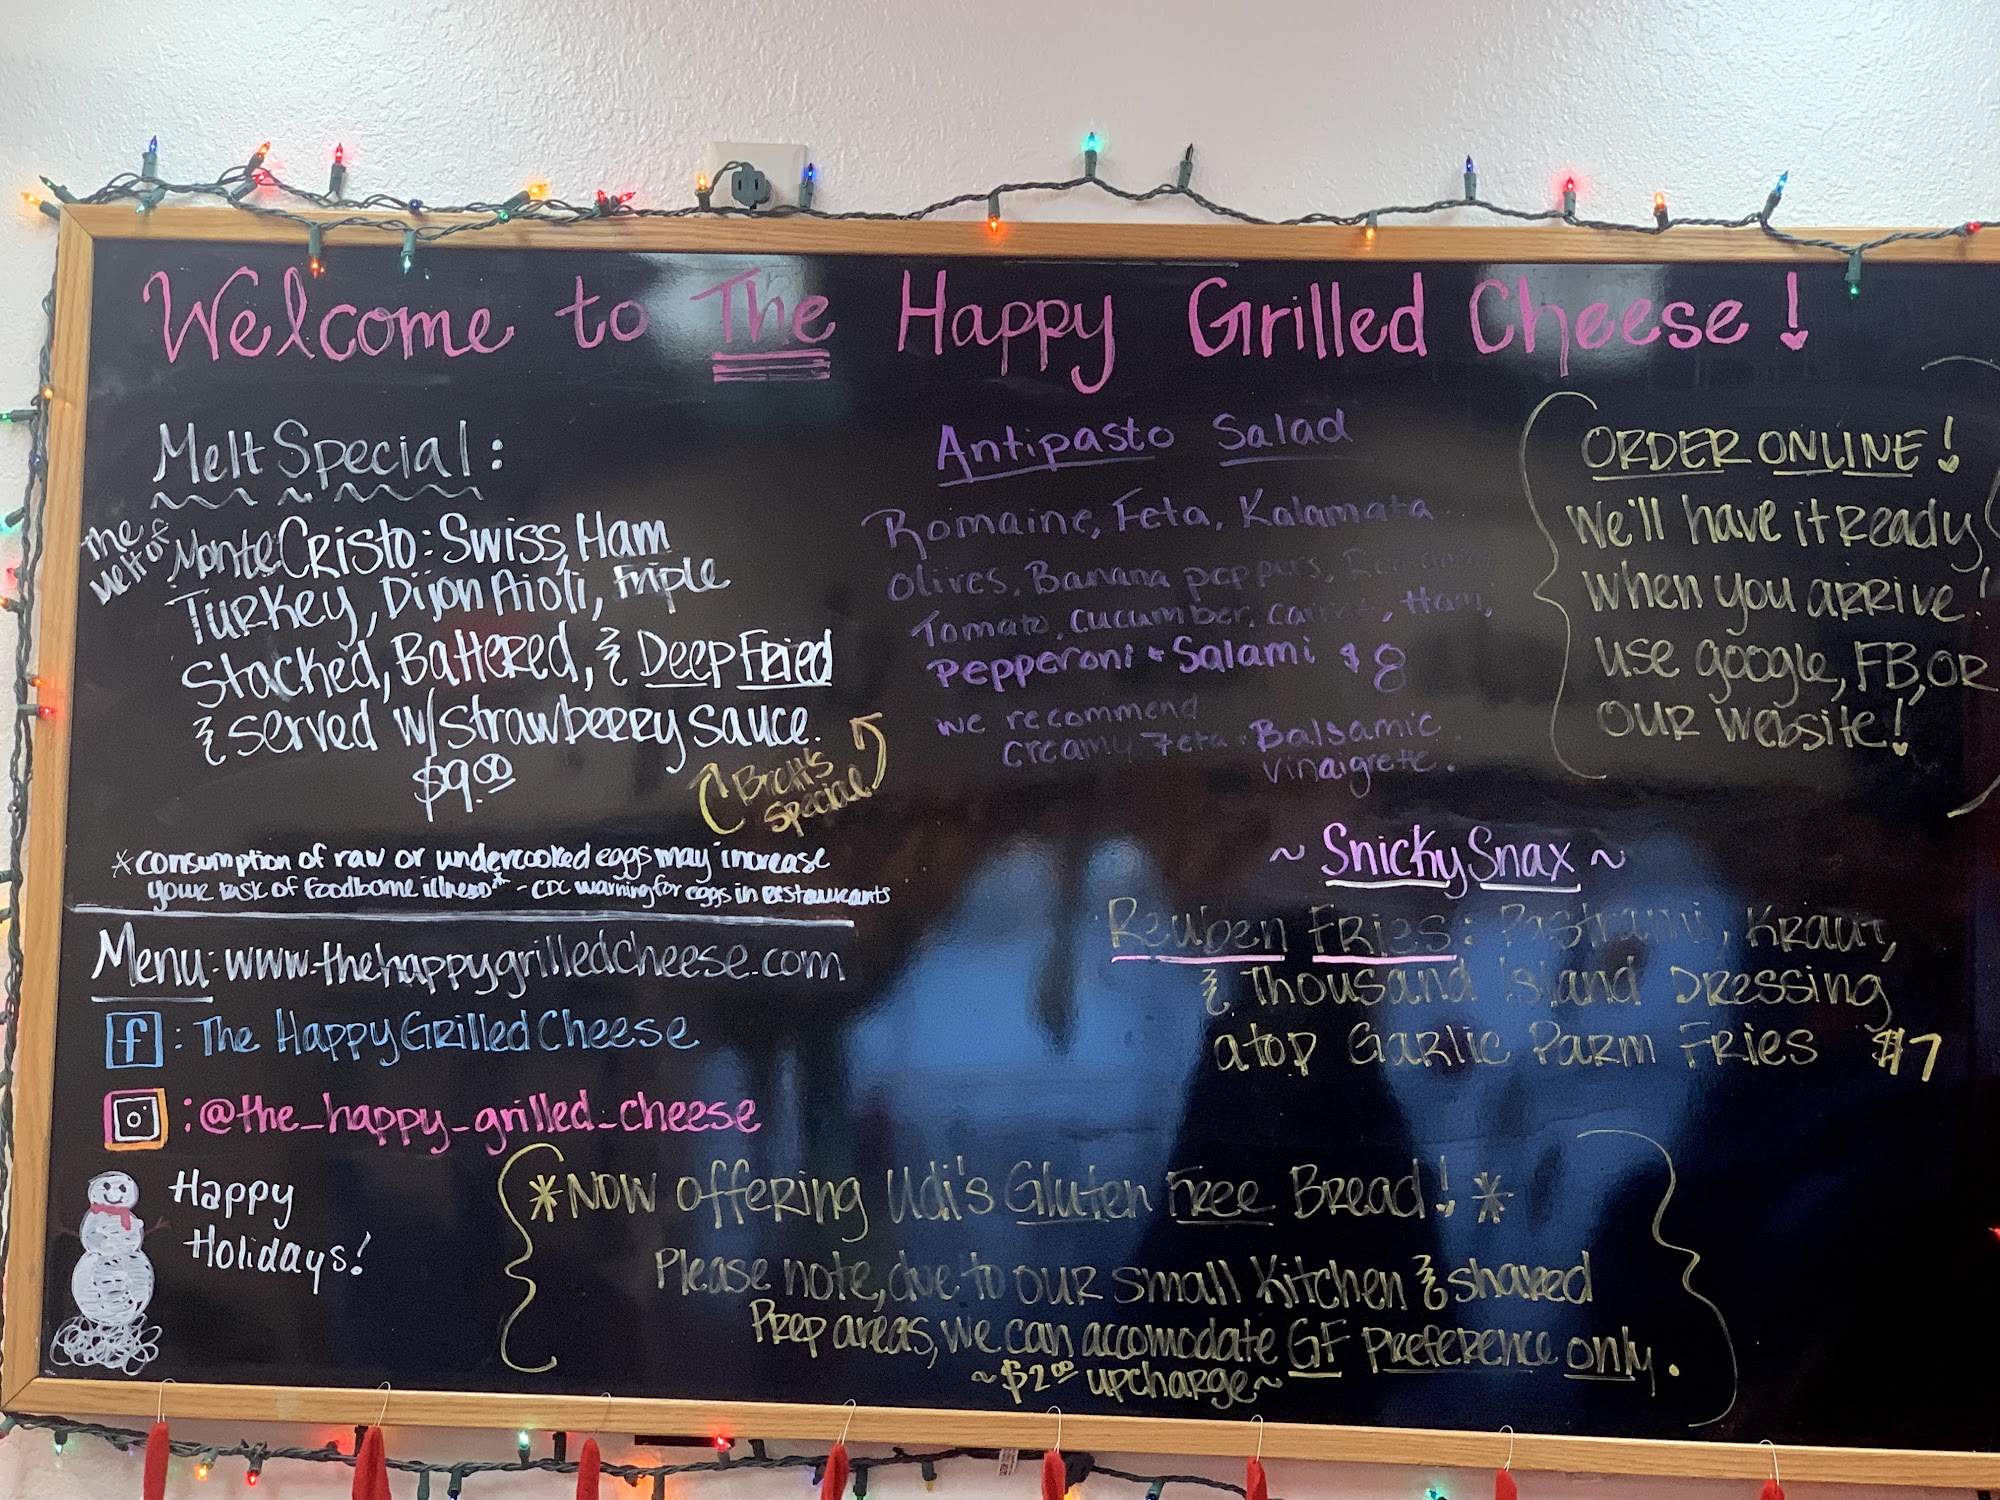 Welcome to The Happy Grilled Cheese!
Melt Special:
The
Melt of
Monte Cristo: Swiss, Ham
Turkey, Dijon Aioli, Triple
Stacked, Battered, & Deep Fried
& served w/ strawberry sauce.
$9.00
Brett's
Special
*consumption of raw or undercooked eggs may increase
your risk of foodborne illness* - CDC warning for eggs in restaurants
Menu: www.thehappygrilledcheese.com
f : The Happy Grilled Cheese
: @the_happy_grilled_cheese
Happy
Holidays!
Antipasto Salad
Romaine, Feta, Kalamata
olives, Banana peppers,
Tomato, cucumber, carrot, Ham,
Pepperoni + Salami $8
we recommend
creamy Feta - Balsamic
vinaigrette.
ORDER ONLINE!
We'll have it Ready
when you arrive!
use google, FB, OR
our website!
~ Snicky Snax ~
Reuben Fries: Pastrami, Kraut,
& Thousand Island Dressing
atop Garlic Parm Fries $7
*NOW offering Udi's Gluten Free Bread! *
Please note, due to our small kitchen & shared
Prep areas, we can accomodate GF Preference only.
~$2.00 upcharge~